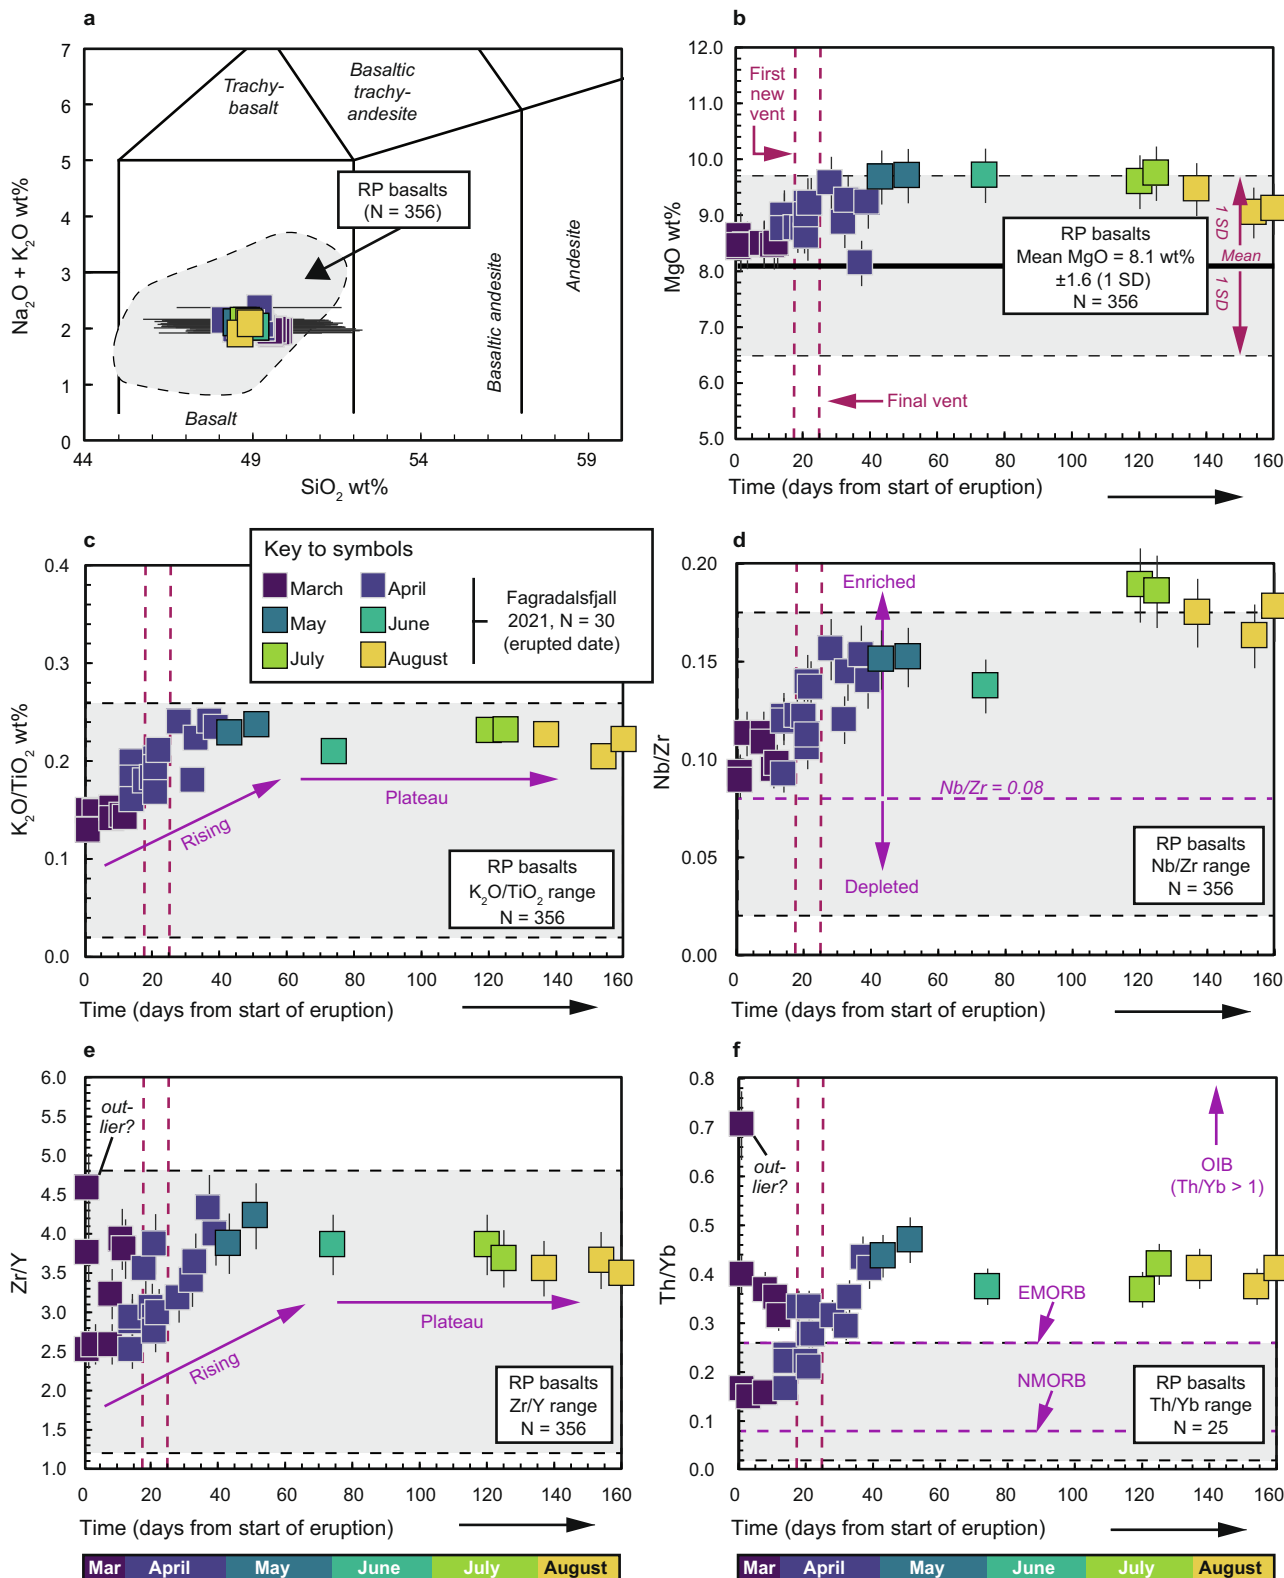 a
7
6
5
4
3
2
1
0
Na₂O + K₂O wt%
Trachy-
basalt
Basaltic
trachy-
andesite
RP basalts
(N = 356)
Basalt
Basaltic andesite
Andesite
44
49
54
59
SiO₂ wt%
b
12.0
11.0
10.0
9.0
8.0
7.0
6.0
5.0
MgO wt%
First
new
vent
RP basalts
Mean MgO = 8.1 wt%
±1.6 (1 SD)
N = 356
1 SD
Mean
1 SD
Final vent
0
20
40
60
80
100
120
140
160
Time (days from start of eruption)
c
0.4
0.3
0.2
0.1
0.0
K₂O/TiO₂ wt%
Key to symbols
March
April
May
June
July
August
Fagradalsfjall
2021, N = 30
(erupted date)
Rising
Plateau
RP basalts
K₂O/TiO₂ range
N = 356
0
20
40
60
80
100
120
140
160
Time (days from start of eruption)
d
0.20
0.15
0.10
0.05
0.00
Nb/Zr
Enriched
Nb/Zr = 0.08
Depleted
RP basalts
Nb/Zr range
N = 356
0
20
40
60
80
100
120
140
160
Time (days from start of eruption)
e
6.0
5.5
5.0
4.5
4.0
3.5
3.0
2.5
2.0
1.5
1.0
Zr/Y
out-
lier?
Rising
Plateau
RP basalts
Zr/Y range
N = 356
0
20
40
60
80
100
120
140
160
Time (days from start of eruption)
Mar
April
May
June
July
August
f
0.8
0.7
0.6
0.5
0.4
0.3
0.2
0.1
0.0
Th/Yb
out-
lier?
OIB
(Th/Yb > 1)
EMORB
NMORB
RP basalts
Th/Yb range
N = 25
0
20
40
60
80
100
120
140
160
Time (days from start of eruption)
Mar
April
May
June
July
August